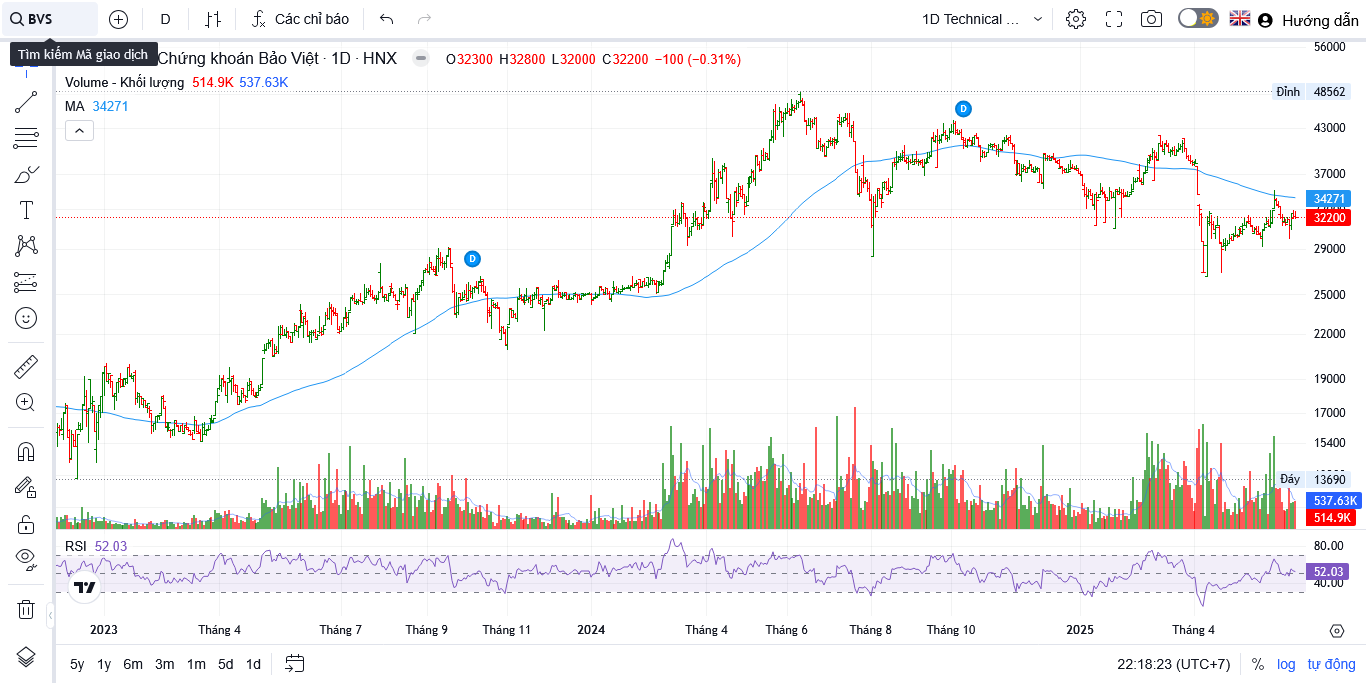 BVS
D
Các chỉ báo
1D Technical ...
Hướng dẫn
Tìm kiếm Mã giao dịch
Chứng khoán Bảo Việt · 1D · HNX
O32300 H32800 L32000 C32200 −100 (−0.31%)
Volume - Khối lượng 514.9K 537.63K
MA 34271
D
D
56000
Đỉnh 48562
43000
37000
34271
32200
29000
25000
22000
19000
17000
15400
Đáy 13690
537.63K
514.9K
RSI 52.03
80.00
52.03
40.00
2023 Tháng 4 Tháng 7 Tháng 9 Tháng 11 2024 Tháng 4 Tháng 6 Tháng 8 Tháng 10 2025 Tháng 4
5y 1y 6m 3m 1m 5d 1d
22:18:23 (UTC+7) % log tự động